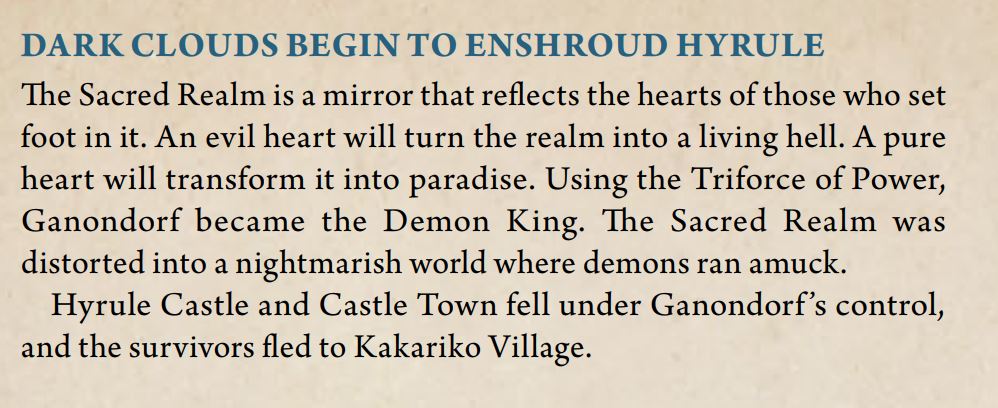 DARK CLOUDS BEGIN TO ENSHROUD HYRULE
The Sacred Realm is a mirror that reflects the hearts of those who set
foot in it. An evil heart will turn the realm into a living hell. A pure
heart will transform it into paradise. Using the Triforce of Power,
Ganondorf became the Demon King. The Sacred Realm was
distorted into a nightmarish world where demons ran amuck.
Hyrule Castle and Castle Town fell under Ganondorf’s control,
and the survivors fled to Kakariko Village.